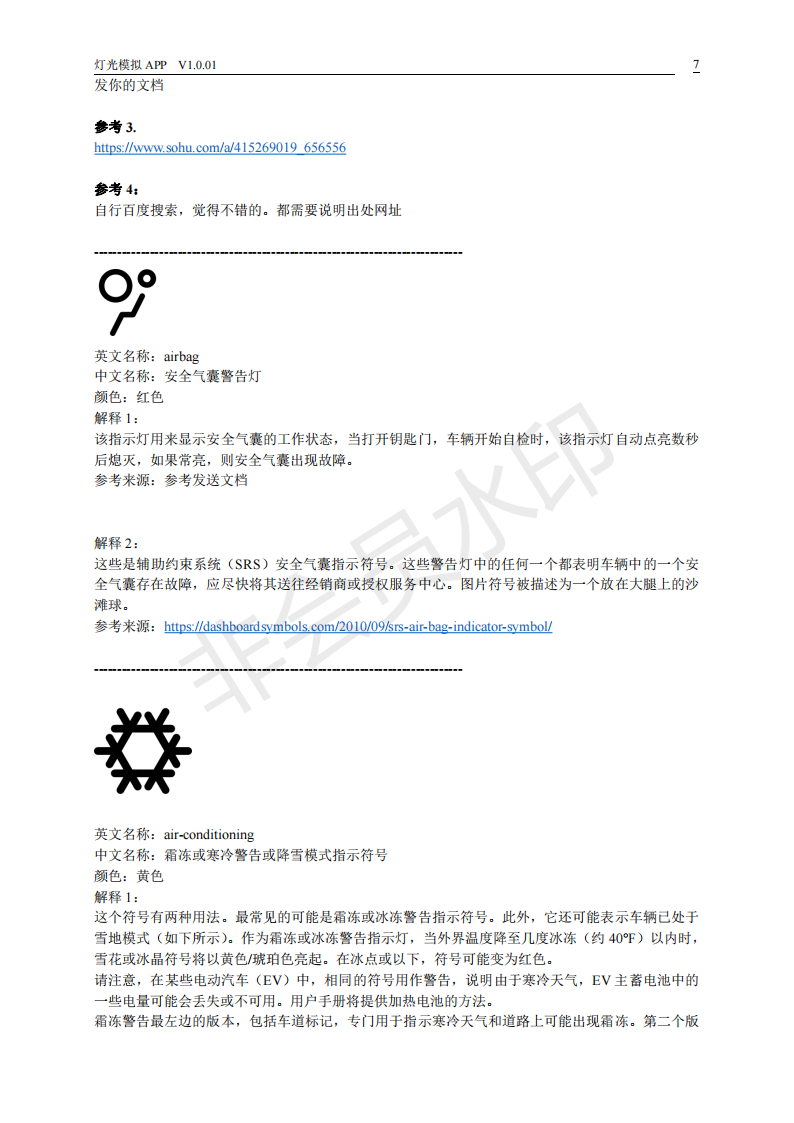 灯光模拟 APP V1.0.01 7
发你的文档
参考 3.
https://www.sohu.com/a/415269019_656556
参考 4：
自行百度搜索，觉得不错的。都需要说明出处网址
--------------------------------------------------------------------------------
英文名称：airbag
中文名称：安全气囊警告灯
颜色：红色
解释 1：
该指示灯用来显示安全气囊的工作状态，当打开钥匙门，车辆开始自检时，该指示灯自动点亮数秒
后熄灭，如果常亮，则安全气囊出现故障。
参考来源：参考发送文档
解释 2：
这些是辅助约束系统（SRS）安全气囊指示符号。这些警告灯中的任何一个都表明车辆中的一个安
全气囊存在故障，应尽快将其送往经销商或授权服务中心。图片符号被描述为一个放在大腿上的沙
滩球。
参考来源：https://dashboardsymbols.com/2010/09/srs-air-bag-indicator-symbol/
--------------------------------------------------------------------------------
非会员水印
英文名称：air-conditioning
中文名称：霜冻或寒冷警告或降雪模式指示符号
颜色：黄色
解释 1：
这个符号有两种用法。最常见的可能是霜冻或冰冻警告指示符号。此外，它还可能表示车辆已处于
雪地模式（如下所示）。作为霜冻或冰冻警告指示灯，当外界温度降至几度冰冻（约 40°F）以内时，
雪花或冰晶符号将以黄色/琥珀色亮起。在冰点或以下，符号可能变为红色。
请注意，在某些电动汽车（EV）中，相同的符号用作警告，说明由于寒冷天气，EV 主蓄电池中的
一些电量可能会丢失或不可用。用户手册将提供加热电池的方法。
霜冻警告最左边的版本，包括车道标记，专门用于指示寒冷天气和道路上可能出现霜冻。第二个版